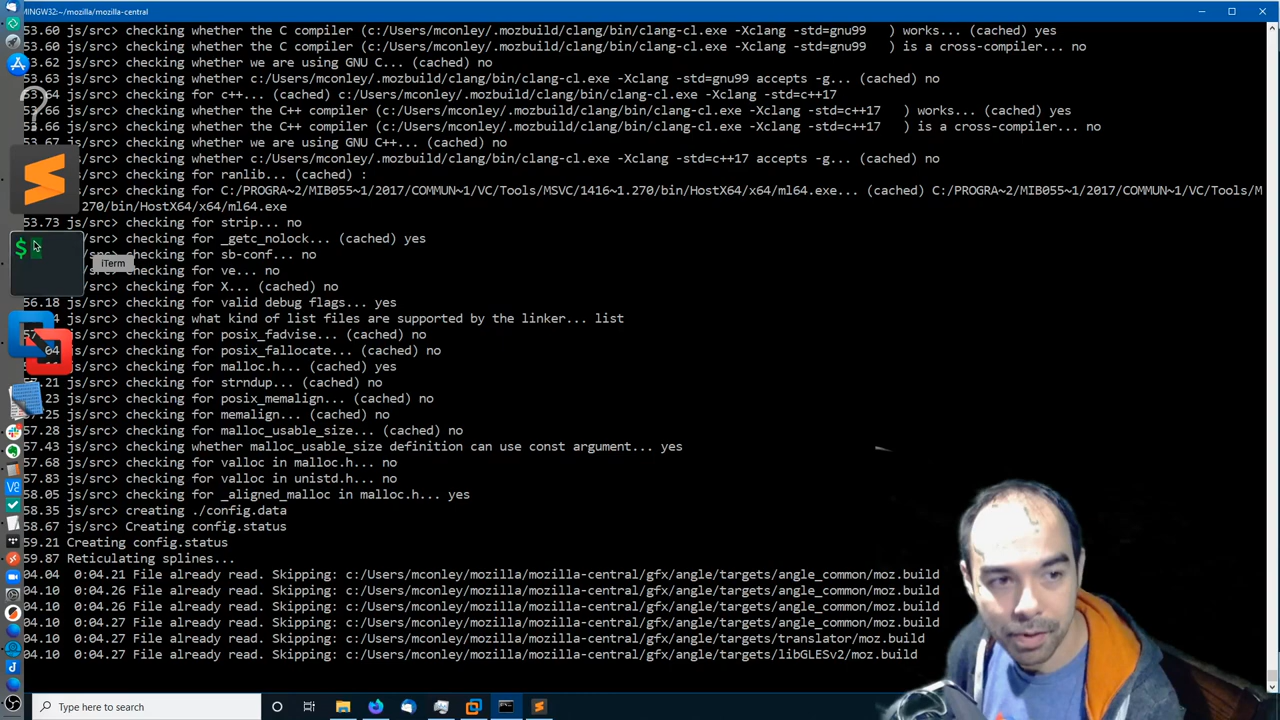 MINGW32:~/mozilla/mozilla-central
53.60 js/src> checking whether the C compiler (c:/Users/mconley/.mozbuild/clang/bin/clang-cl.exe -Xclang -std=gnu99   ) works... (cached) yes
53.60 js/src> checking whether the C compiler (c:/Users/mconley/.mozbuild/clang/bin/clang-cl.exe -Xclang -std=gnu99   ) is a cross-compiler... no
53.62 js/src> checking whether we are using GNU C... (cached) no
53.63 js/src> checking whether c:/Users/mconley/.mozbuild/clang/bin/clang-cl.exe -Xclang -std=gnu99 accepts -g... (cached) no
53.64 js/src> checking for c++... (cached) c:/Users/mconley/.mozbuild/clang/bin/clang-cl.exe -Xclang -std=c++17
53.66 js/src> checking whether the C++ compiler (c:/Users/mconley/.mozbuild/clang/bin/clang-cl.exe -Xclang -std=c++17   ) works... (cached) yes
53.66 js/src> checking whether the C++ compiler (c:/Users/mconley/.mozbuild/clang/bin/clang-cl.exe -Xclang -std=c++17   ) is a cross-compiler... no
53.67 js/src> checking whether we are using GNU C++... (cached) no
js/src> checking whether c:/Users/mconley/.mozbuild/clang/bin/clang-cl.exe -Xclang -std=c++17 accepts -g... (cached) no
js/src> checking for ranlib... (cached) :
js/src> checking for C:/PROGRA~2/MIB055~1/2017/COMMUN~1/VC/Tools/MSVC/1416~1.270/bin/HostX64/x64/ml64.exe... (cached) C:/PROGRA~2/MIB055~1/2017/COMMUN~1/VC/Tools/M
270/bin/HostX64/x64/ml64.exe
53.73 js/src> checking for strip... no
js/src> checking for _getc_nolock... (cached) yes
js/src> checking for sb-conf... no
js/src> checking for ve... no
js/src> checking for X... (cached) no
56.18 js/src> checking for valid debug flags... yes
js/src> checking what kind of list files are supported by the linker... list
js/src> checking for posix_fadvise... (cached) no
04 js/src> checking for posix_fallocate... (cached) no
js/src> checking for malloc.h... (cached) yes
57.21 js/src> checking for strndup... (cached) no
.23 js/src> checking for posix_memalign... (cached) no
.25 js/src> checking for memalign... (cached) no
57.28 js/src> checking for malloc_usable_size... (cached) no
57.43 js/src> checking whether malloc_usable_size definition can use const argument... yes
57.68 js/src> checking for valloc in malloc.h... no
57.83 js/src> checking for valloc in unistd.h... no
58.05 js/src> checking for _aligned_malloc in malloc.h... yes
58.35 js/src> creating ./config.data
58.67 js/src> Creating config.status
59.21 Creating config.status
59.87 Reticulating splines...
04.04  0:04.21 File already read. Skipping: c:/Users/mconley/mozilla/mozilla-central/gfx/angle/targets/angle_common/moz.build
04.10  0:04.26 File already read. Skipping: c:/Users/mconley/mozilla/mozilla-central/gfx/angle/targets/angle_common/moz.build
04.10  0:04.26 File already read. Skipping: c:/Users/mconley/mozilla/mozilla-central/gfx/angle/targets/angle_common/moz.build
04.10  0:04.27 File already read. Skipping: c:/Users/mconley/mozilla/mozilla-central/gfx/angle/targets/angle_common/moz.build
04.10  0:04.27 File already read. Skipping: c:/Users/mconley/mozilla/mozilla-central/gfx/angle/targets/translator/moz.build
04.10  0:04.27 File already read. Skipping: c:/Users/mconley/mozilla/mozilla-central/gfx/angle/targets/libGLESv2/moz.build
$
iTerm
Type here to search